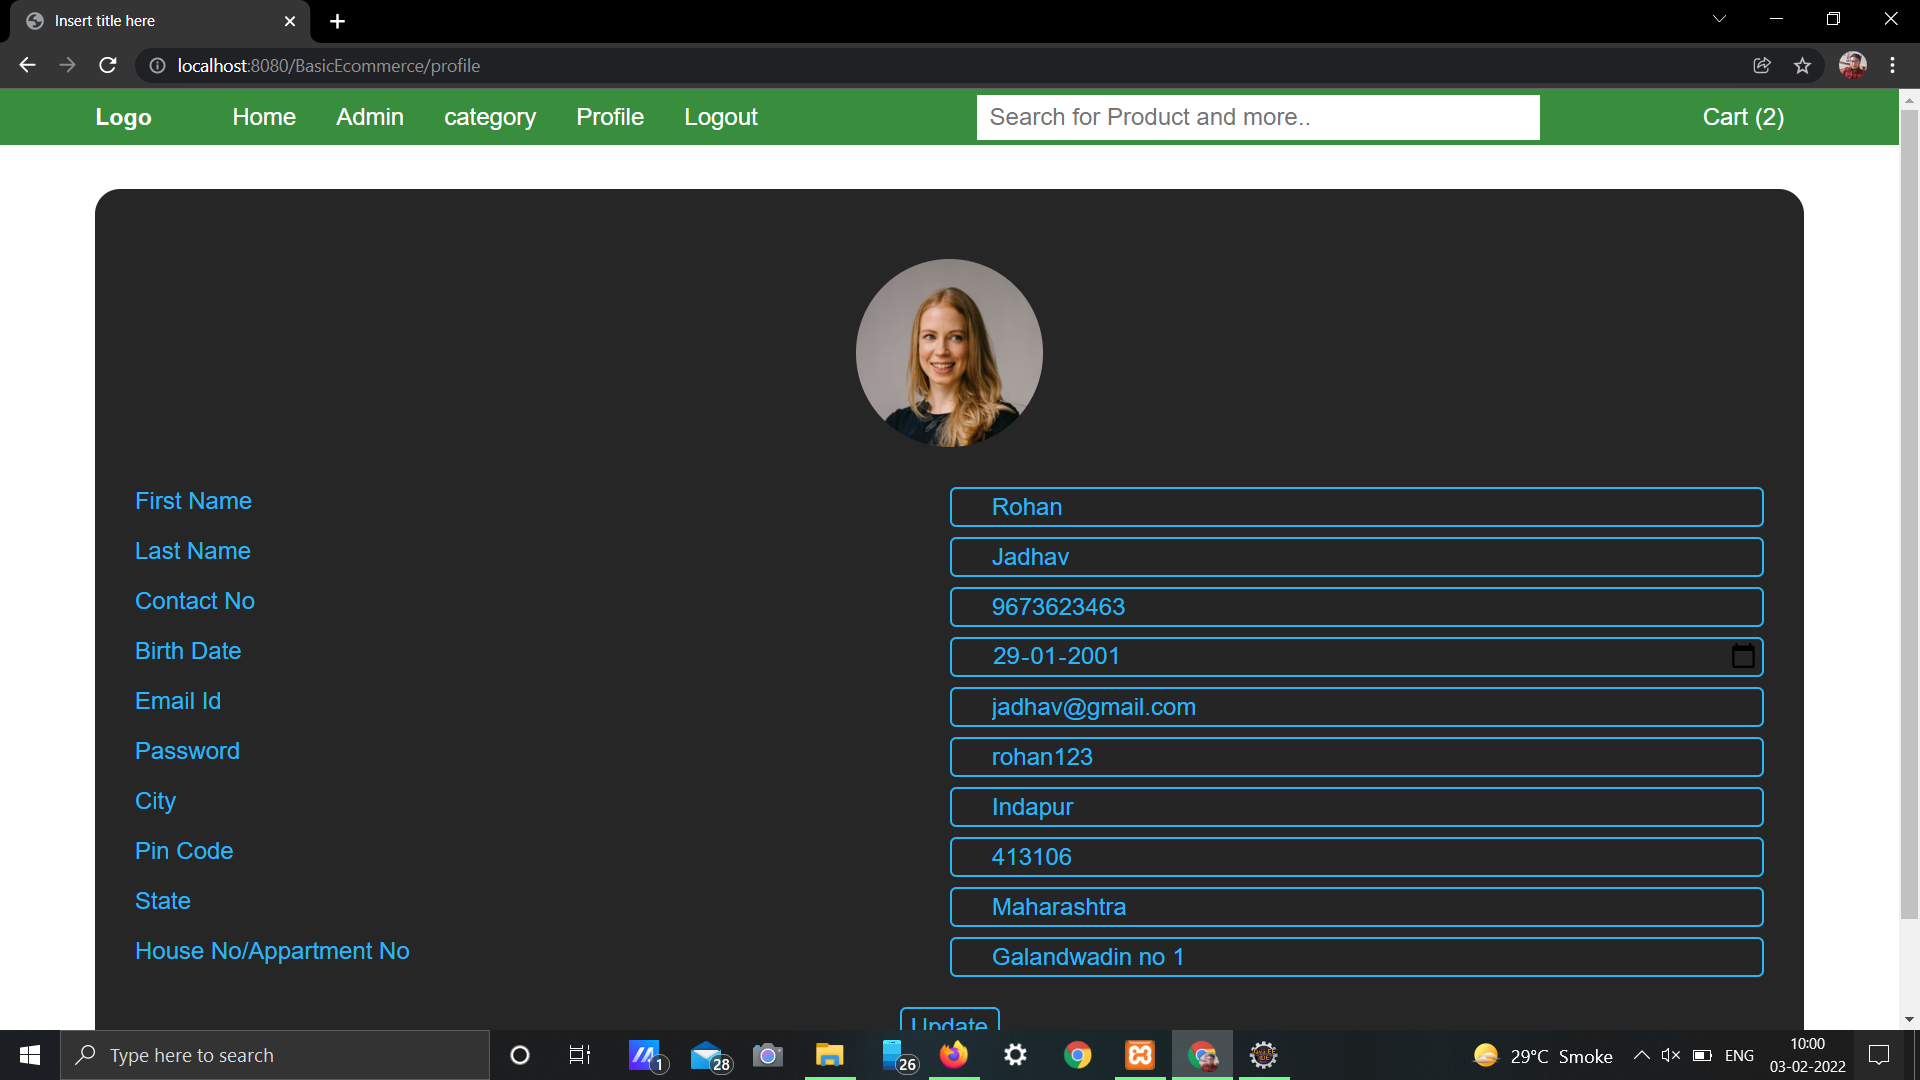 Insert title here
localhost:8080/BasicEcommerce/profile
Logo Home Admin category Profile Logout Search for Product and more.. Cart (2)
First Name Rohan
Last Name Jadhav
Contact No 9673623463
Birth Date 29-01-2001
Email Id jadhav@gmail.com
Password rohan123
City Indapur
Pin Code 413106
State Maharashtra
House No/Appartment No Galandwadin no 1
Update
Type here to search 1 28 26 29°C Smoke ENG 10:00
03-02-2022